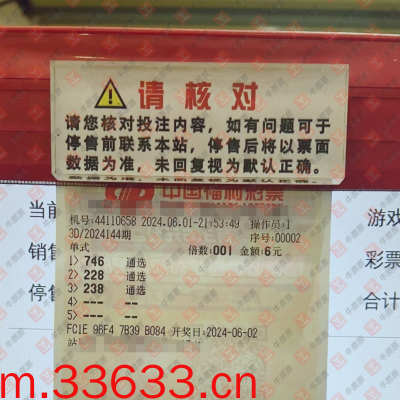 请核对
请您核对投注内容，如有问题可于
停售前联系本站，停售后将以票面
数据为准，未回复视为默认正确。
中国福利彩票
机号:44110658 2024.06.01-21:53:49 操作员:1
3D/2024144期 序号:00002
单式 倍数:001 金额:6元
1> 746 通选
2> 228 通选
3> 238 通选
4> --- --
5> --- --
FC1E 9BF4 7B39 B084 开奖日:2024-06-02
站
当前
销售
停售
游戏
彩票
合计
m.33633.cn